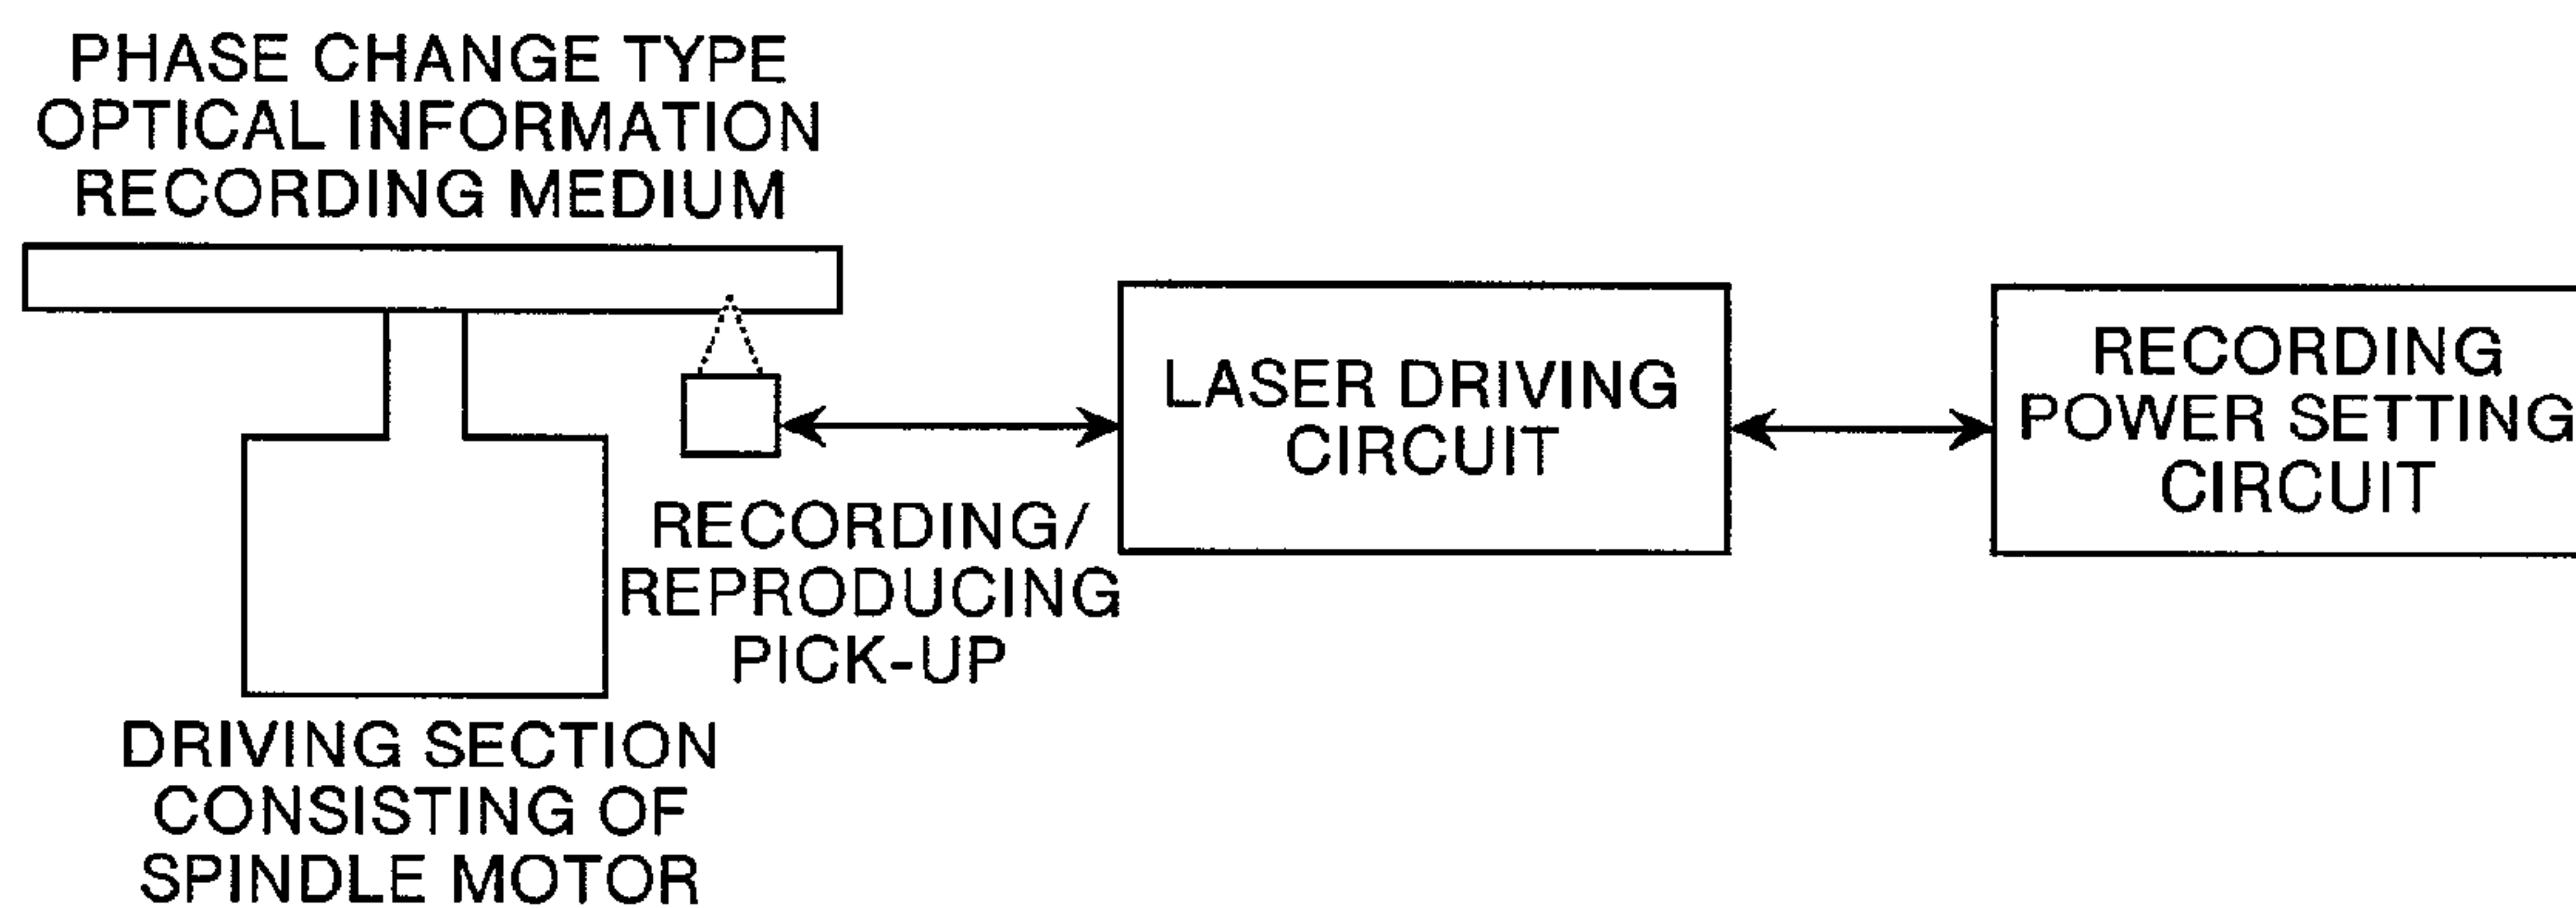 PHASE CHANGE TYPE
OPTICAL INFORMATION
RECORDING MEDIUM
LASER DRIVING
CIRCUIT
RECORDING
POWER SETTING
CIRCUIT
RECORDING/
REPRODUCING
PICK-UP
DRIVING SECTION
CONSISTING OF
SPINDLE MOTOR